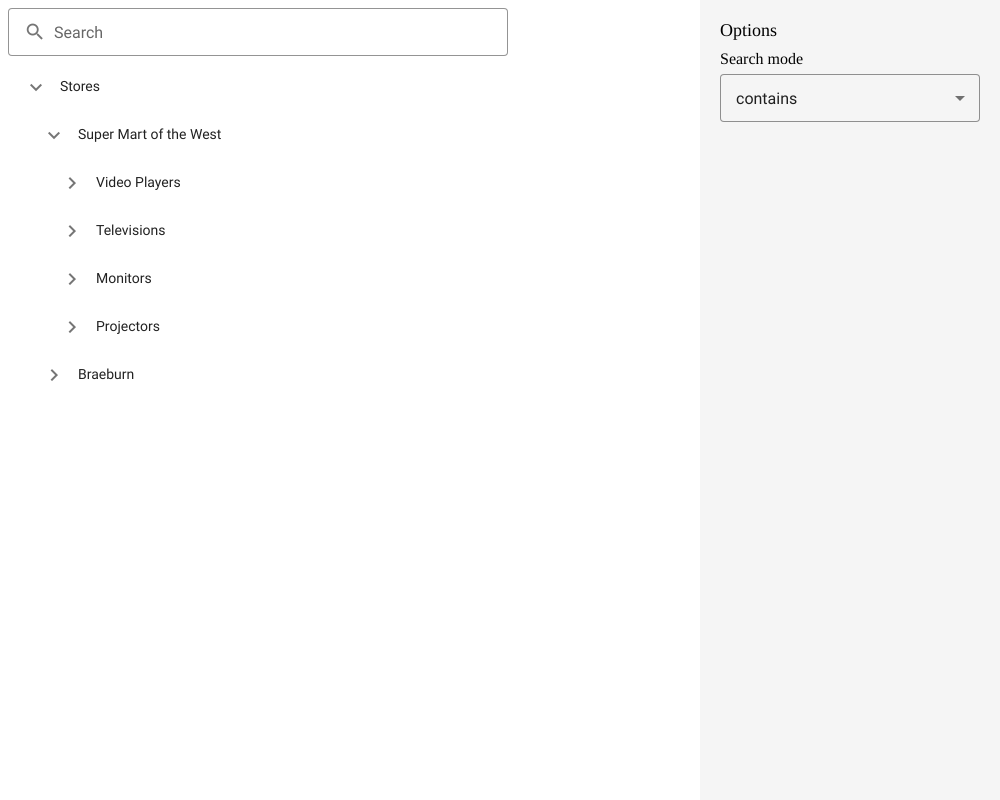 Search
Stores
Super Mart of the West
Video Players
Televisions
Monitors
Projectors
Braeburn
Options
Search mode
contains